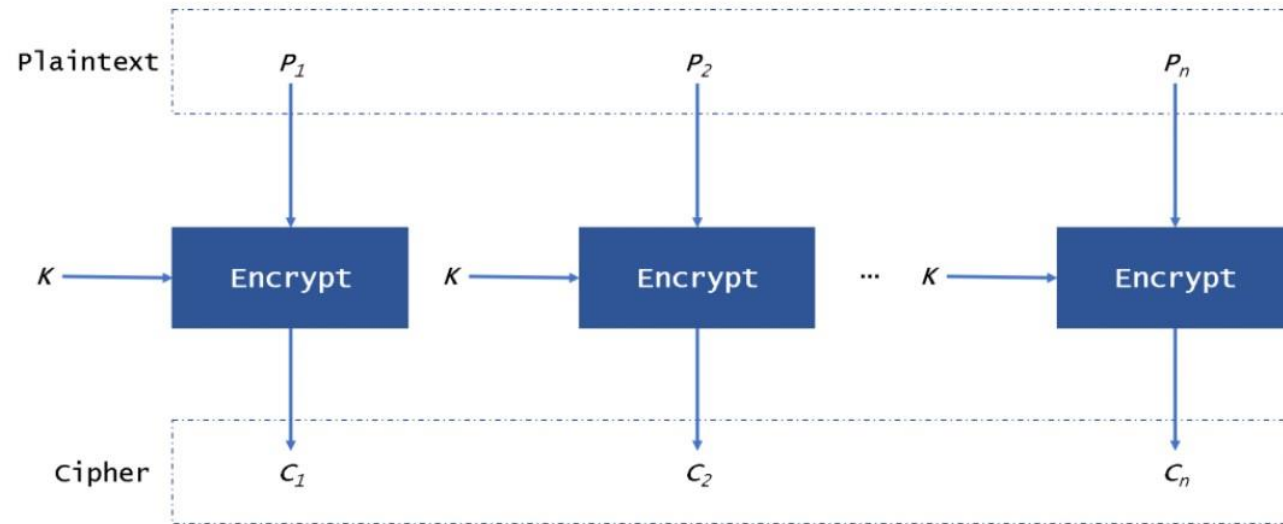 Plaintext P1 P2 Pn
K Encrypt K Encrypt ... K Encrypt
Cipher C1 C2 Cn